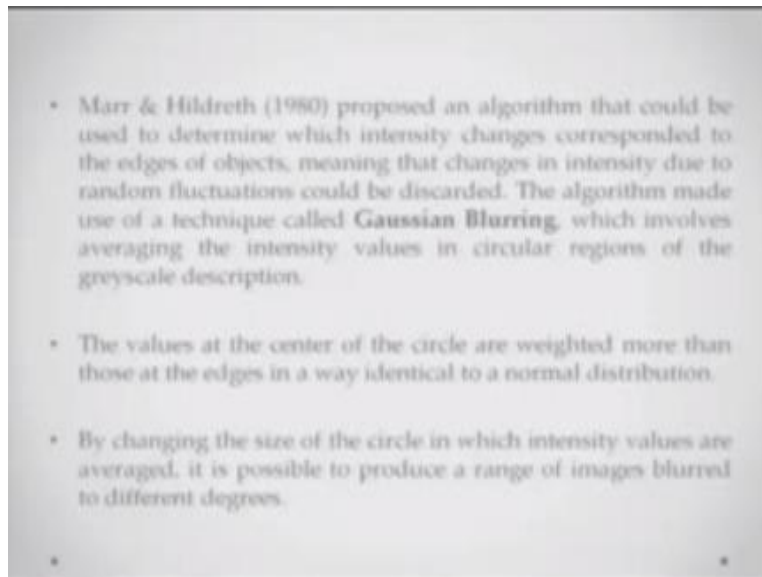 • Marr & Hildreth (1980) proposed an algorithm that could be
used to determine which intensity changes corresponded to
the edges of objects, meaning that changes in intensity due to
random fluctuations could be discarded. The algorithm made
use of a technique called Gaussian Blurring, which involves
averaging the intensity values in circular regions of the
greyscale description.
• The values at the center of the circle are weighted more than
those at the edges in a way identical to a normal distribution.
• By changing the size of the circle in which intensity values are
averaged, it is possible to produce a range of images blurred
to different degrees.